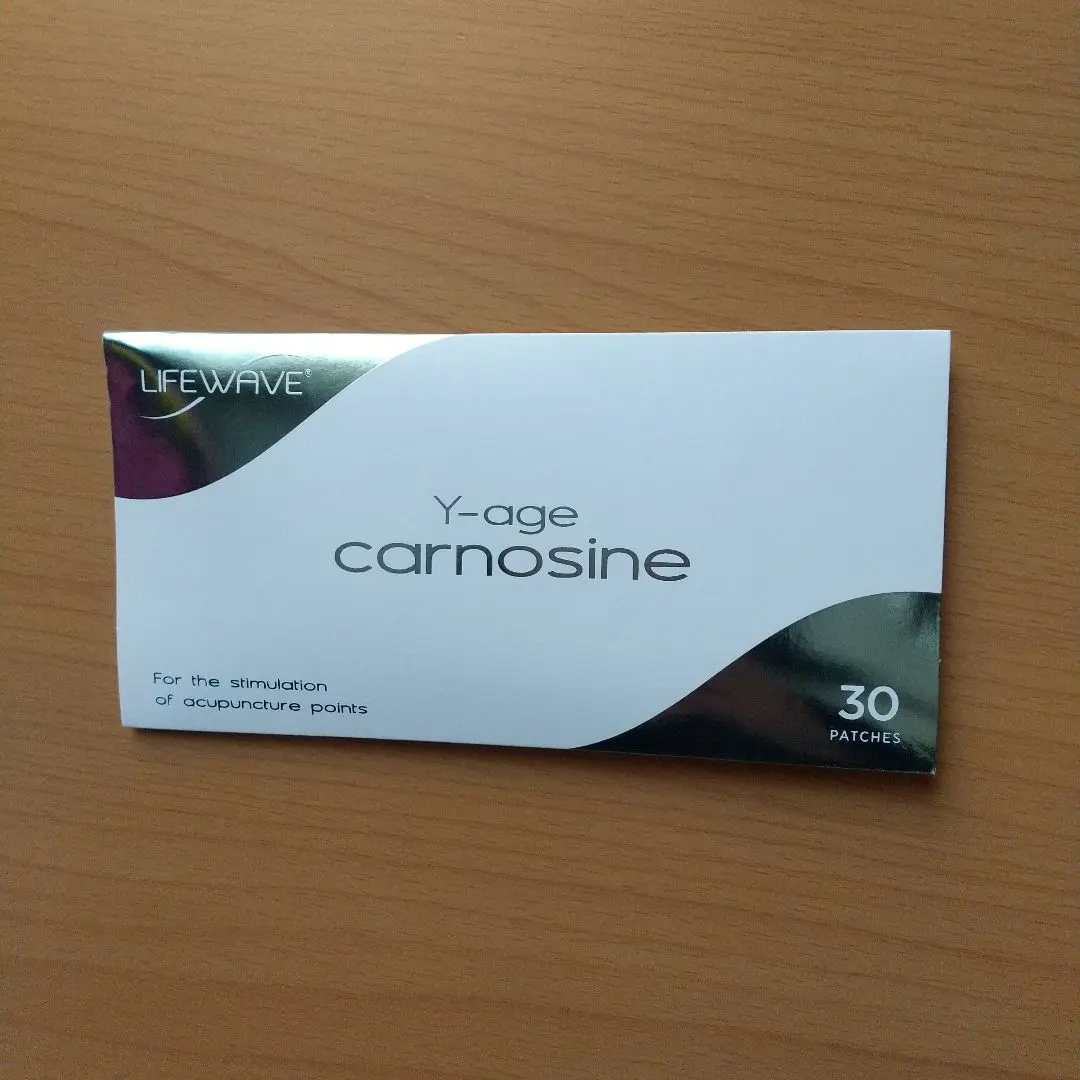 LIFEWAVE®
Y-age
carnosine
For the stimulation
of acupuncture points
30
PATCHES